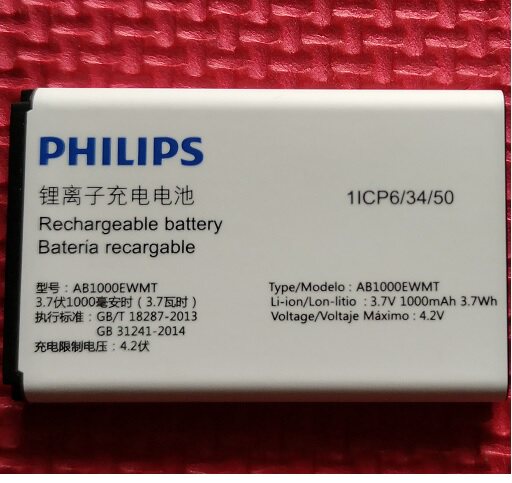 PHILIPS
锂离子充电电池
1ICP6/34/50
Rechargeable battery
Batería recargable
型号：AB1000EWMT
3.7伏1000毫安时（3.7瓦时）
执行标准：GB/T 18287-2013
GB 31241-2014
充电限制电压：4.2伏
Type/Modelo : AB1000EWMT
Li-ion/Lon-litio : 3.7V 1000mAh 3.7Wh
Voltage/Voltaje Máximo : 4.2V